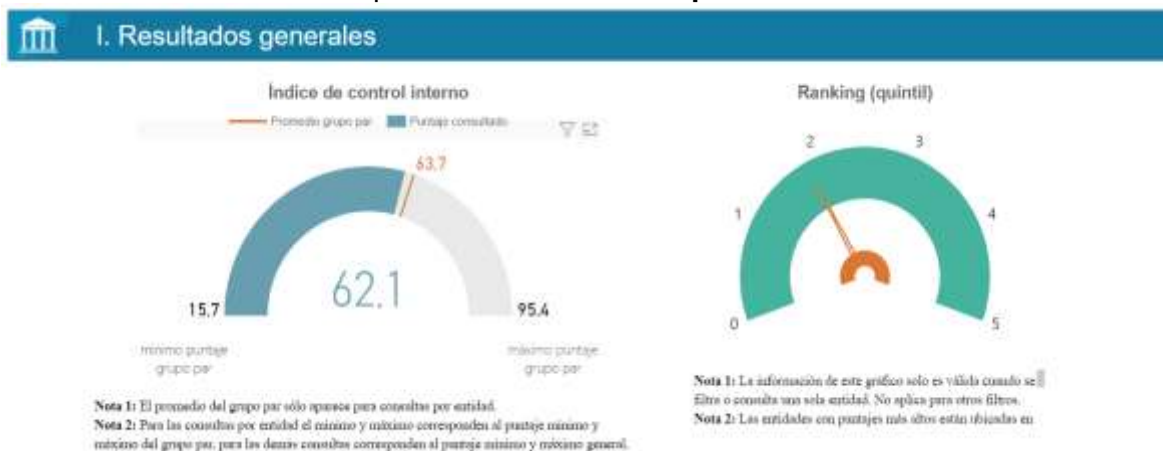 I. Resultados generales
Índice de control interno
Promedio grupo par Puntaje consultado
63.7
62.1
15.7
95.4
mínimo puntaje
grupo par
máximo puntaje
grupo par
Nota 1: El promedio del grupo par sólo aparece para consultas por entidad.
Nota 2: Para las consultas por entidad el mínimo y máximo corresponden al puntaje mínimo y
máximo del grupo par, para las demás consultas corresponden al puntaje mínimo y máximo general.
Ranking (quintil)
0
1
2
3
4
5
Nota 1: La información de este gráfico solo es válida cuando se
filtra o consulta una sola entidad. No aplica para otros filtros.
Nota 2: Las entidades con puntajes más altos están ubicadas en